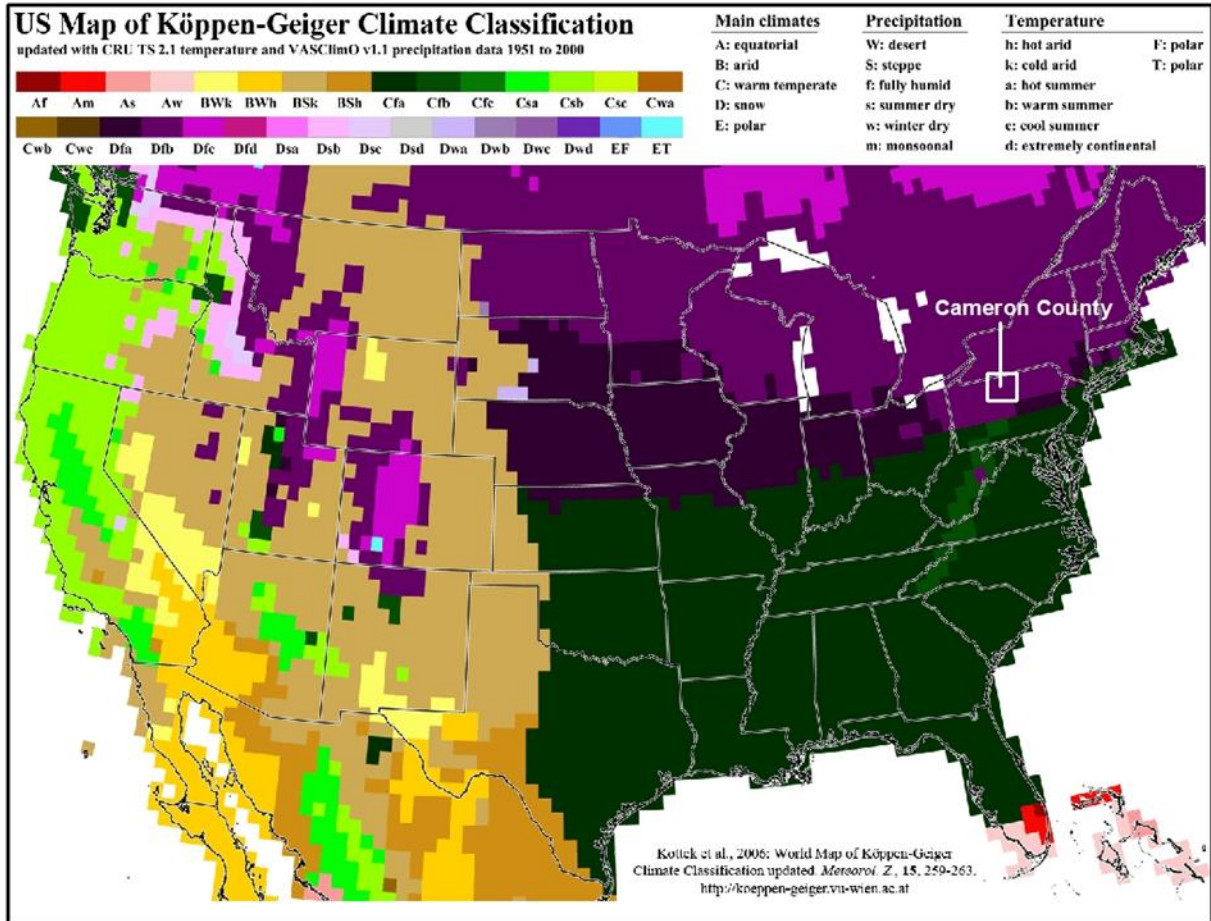 US Map of Köppen-Geiger Climate Classification
updated with CRU TS 2.1 temperature and VASClimO v1.1 precipitation data 1951 to 2000
Af Am As Aw BWk BWh BSk BSh Cfa Cfb Cfc Csa Csb Csc Cwa
Cwb Cwc Dfa Dfb Dfc Dfd Dsa Dsb Dsc Dsd Dwa Dwb Dwc Dwd EF ET
Main climates
A: equatorial
B: arid
C: warm temperate
D: snow
E: polar
Precipitation
W: desert
S: steppe
f: fully humid
s: summer dry
w: winter dry
m: monsoonal
Temperature
h: hot arid F: polar
k: cold arid T: polar
a: hot summer
b: warm summer
c: cool summer
d: extremely continental
Cameron County
Kottek et al., 2006: World Map of Köppen-Geiger
Climate Classification updated. Meteorol. Z., 15, 259-263.
http://koeppen-geiger.vu-wien.ac.at